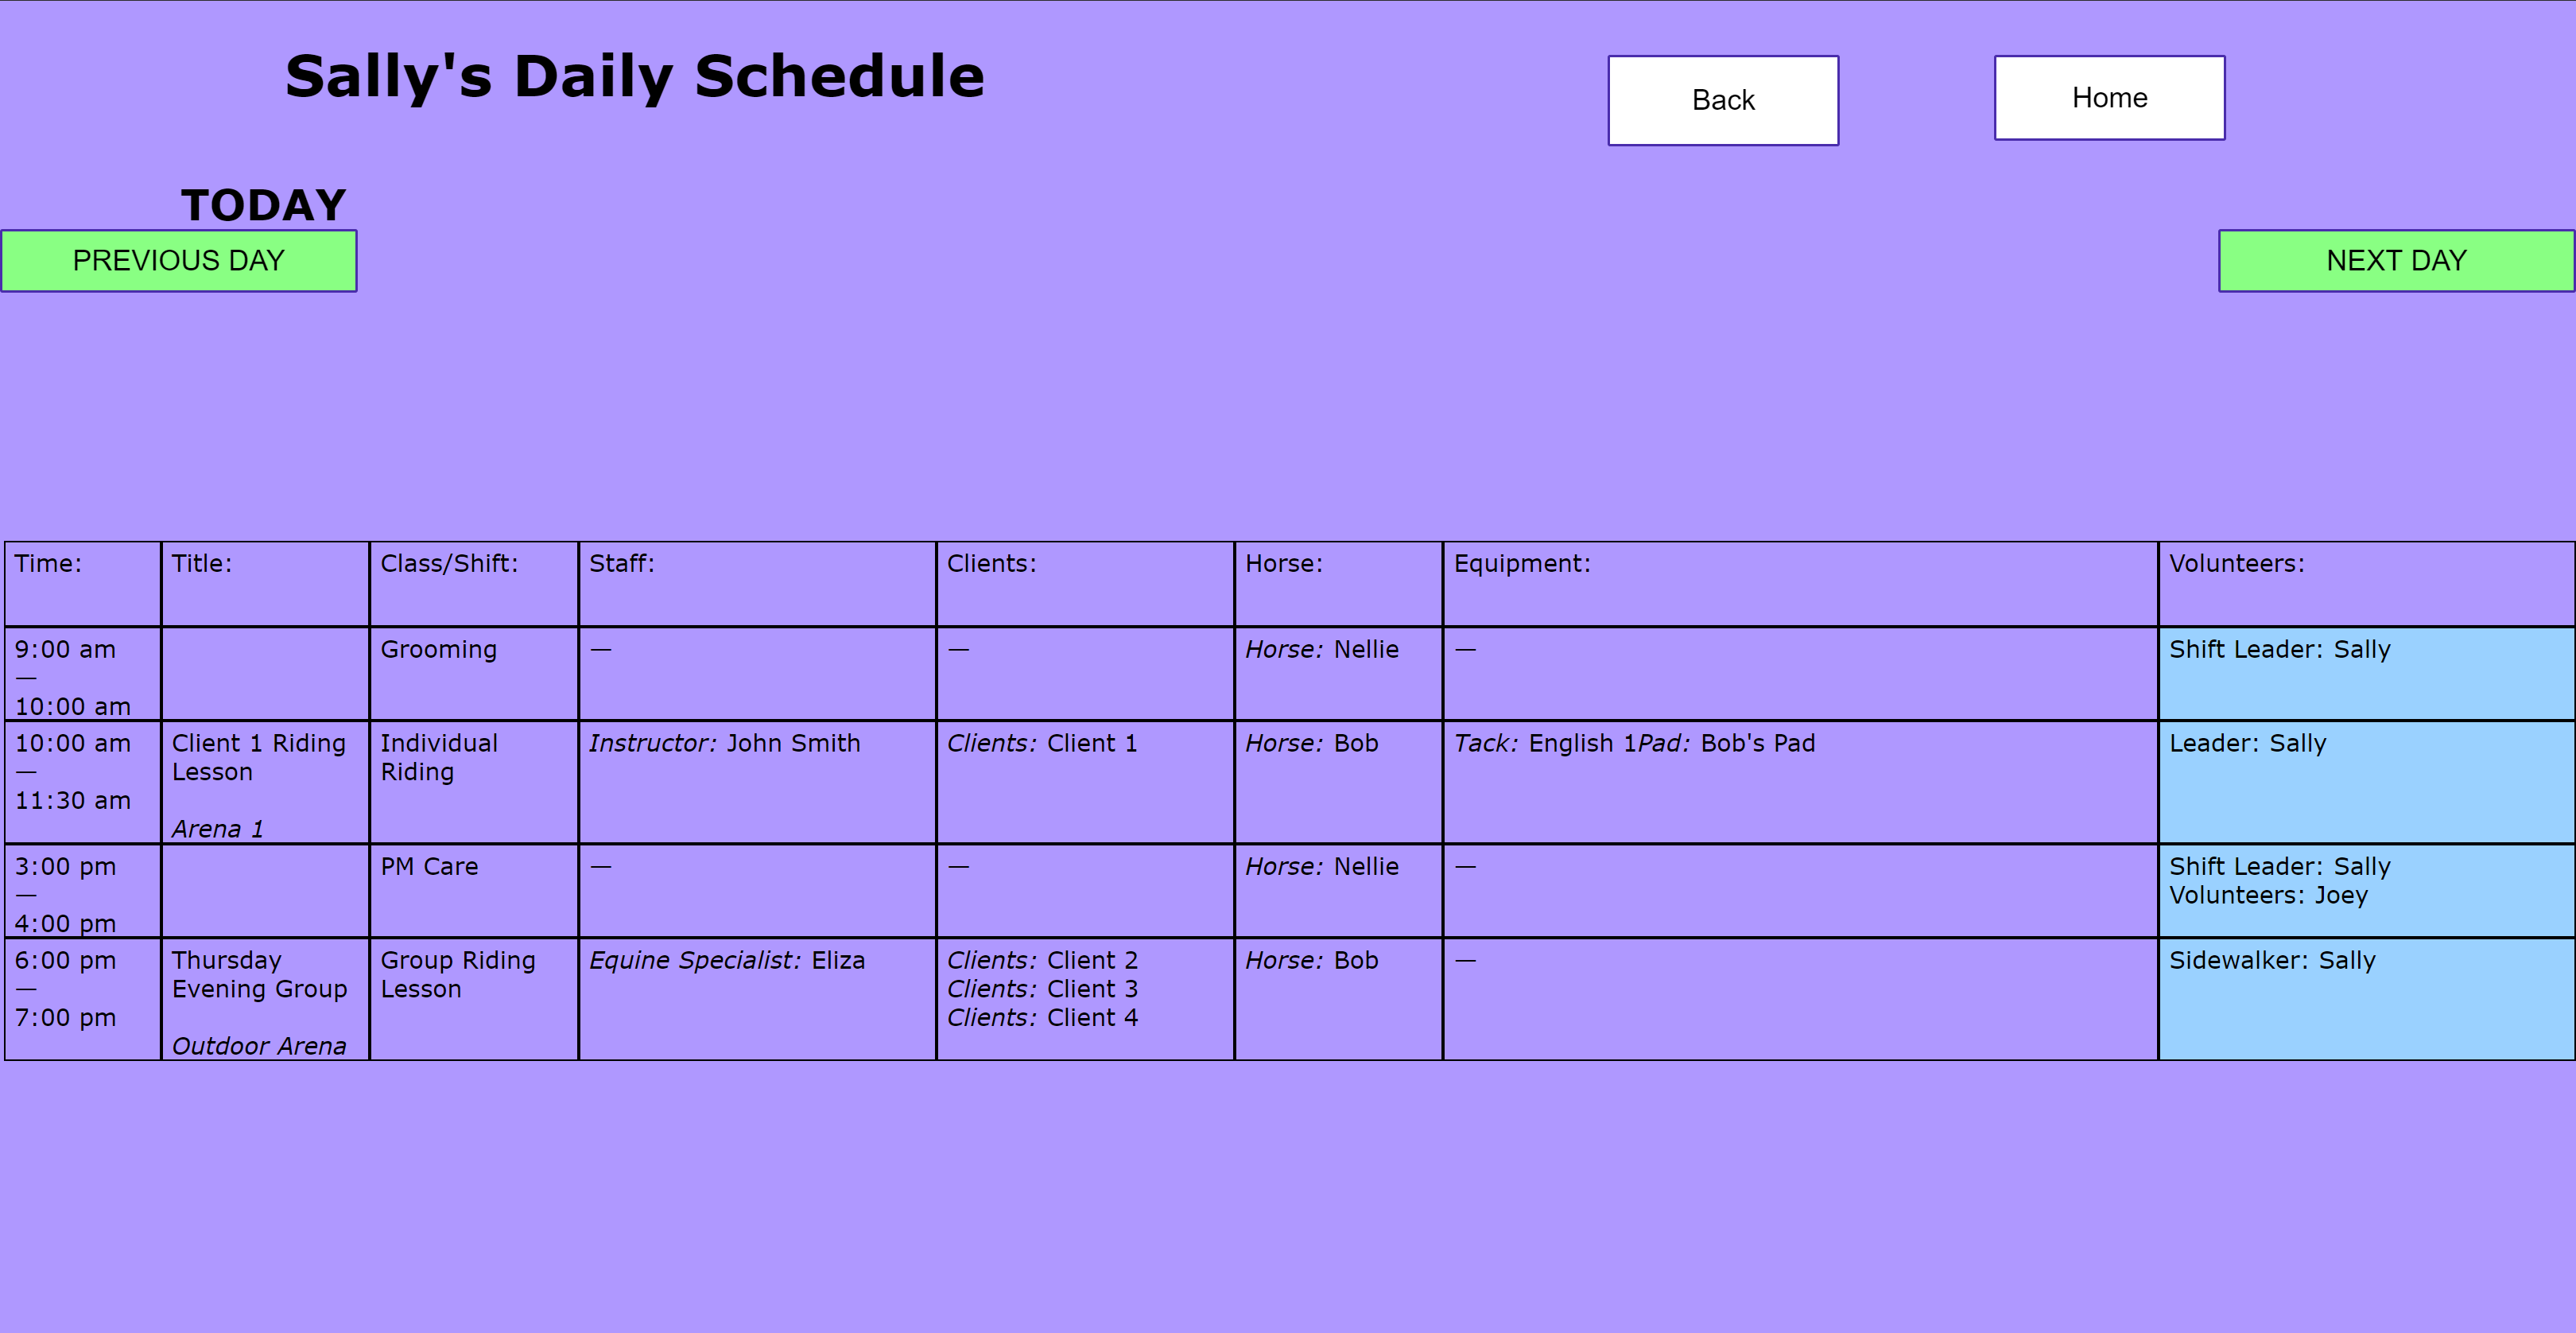 Sally's Daily Schedule
Back
Home
TODAY
PREVIOUS DAY
NEXT DAY
Time:
Title:
Class/Shift:
Staff:
Clients:
Horse:
Equipment:
Volunteers:
9:00 am
—
10:00 am
Grooming
—
—
Horse: Nellie
—
Shift Leader: Sally
10:00 am
—
11:30 am
Client 1 Riding
Lesson
Arena 1
Individual
Riding
Instructor: John Smith
Clients: Client 1
Horse: Bob
Tack: English 1Pad: Bob's Pad
Leader: Sally
3:00 pm
—
4:00 pm
PM Care
—
—
Horse: Nellie
—
Shift Leader: Sally
Volunteers: Joey
6:00 pm
—
7:00 pm
Thursday
Evening Group
Outdoor Arena
Group Riding
Lesson
Equine Specialist: Eliza
Clients: Client 2
Clients: Client 3
Clients: Client 4
Horse: Bob
—
Sidewalker: Sally